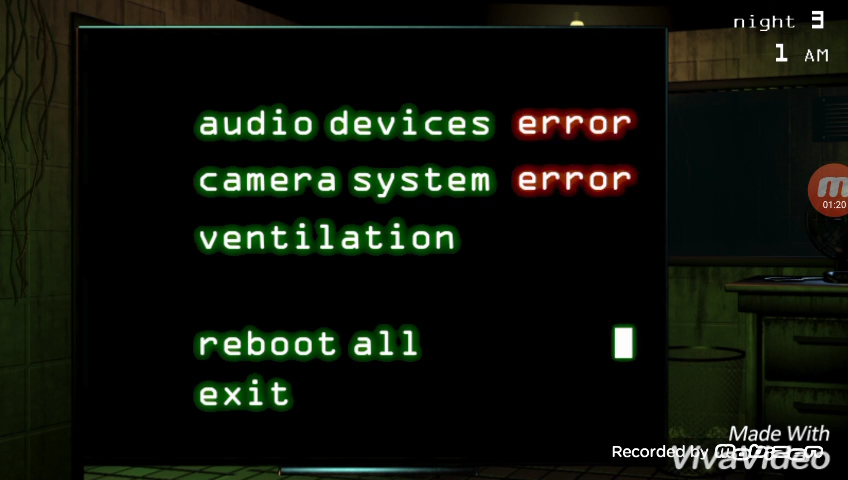 night 3
1 AM
audio devices error
camera system error
ventilation
01:20
reboot all
exit
Made With
Recorded by
VivaVideo